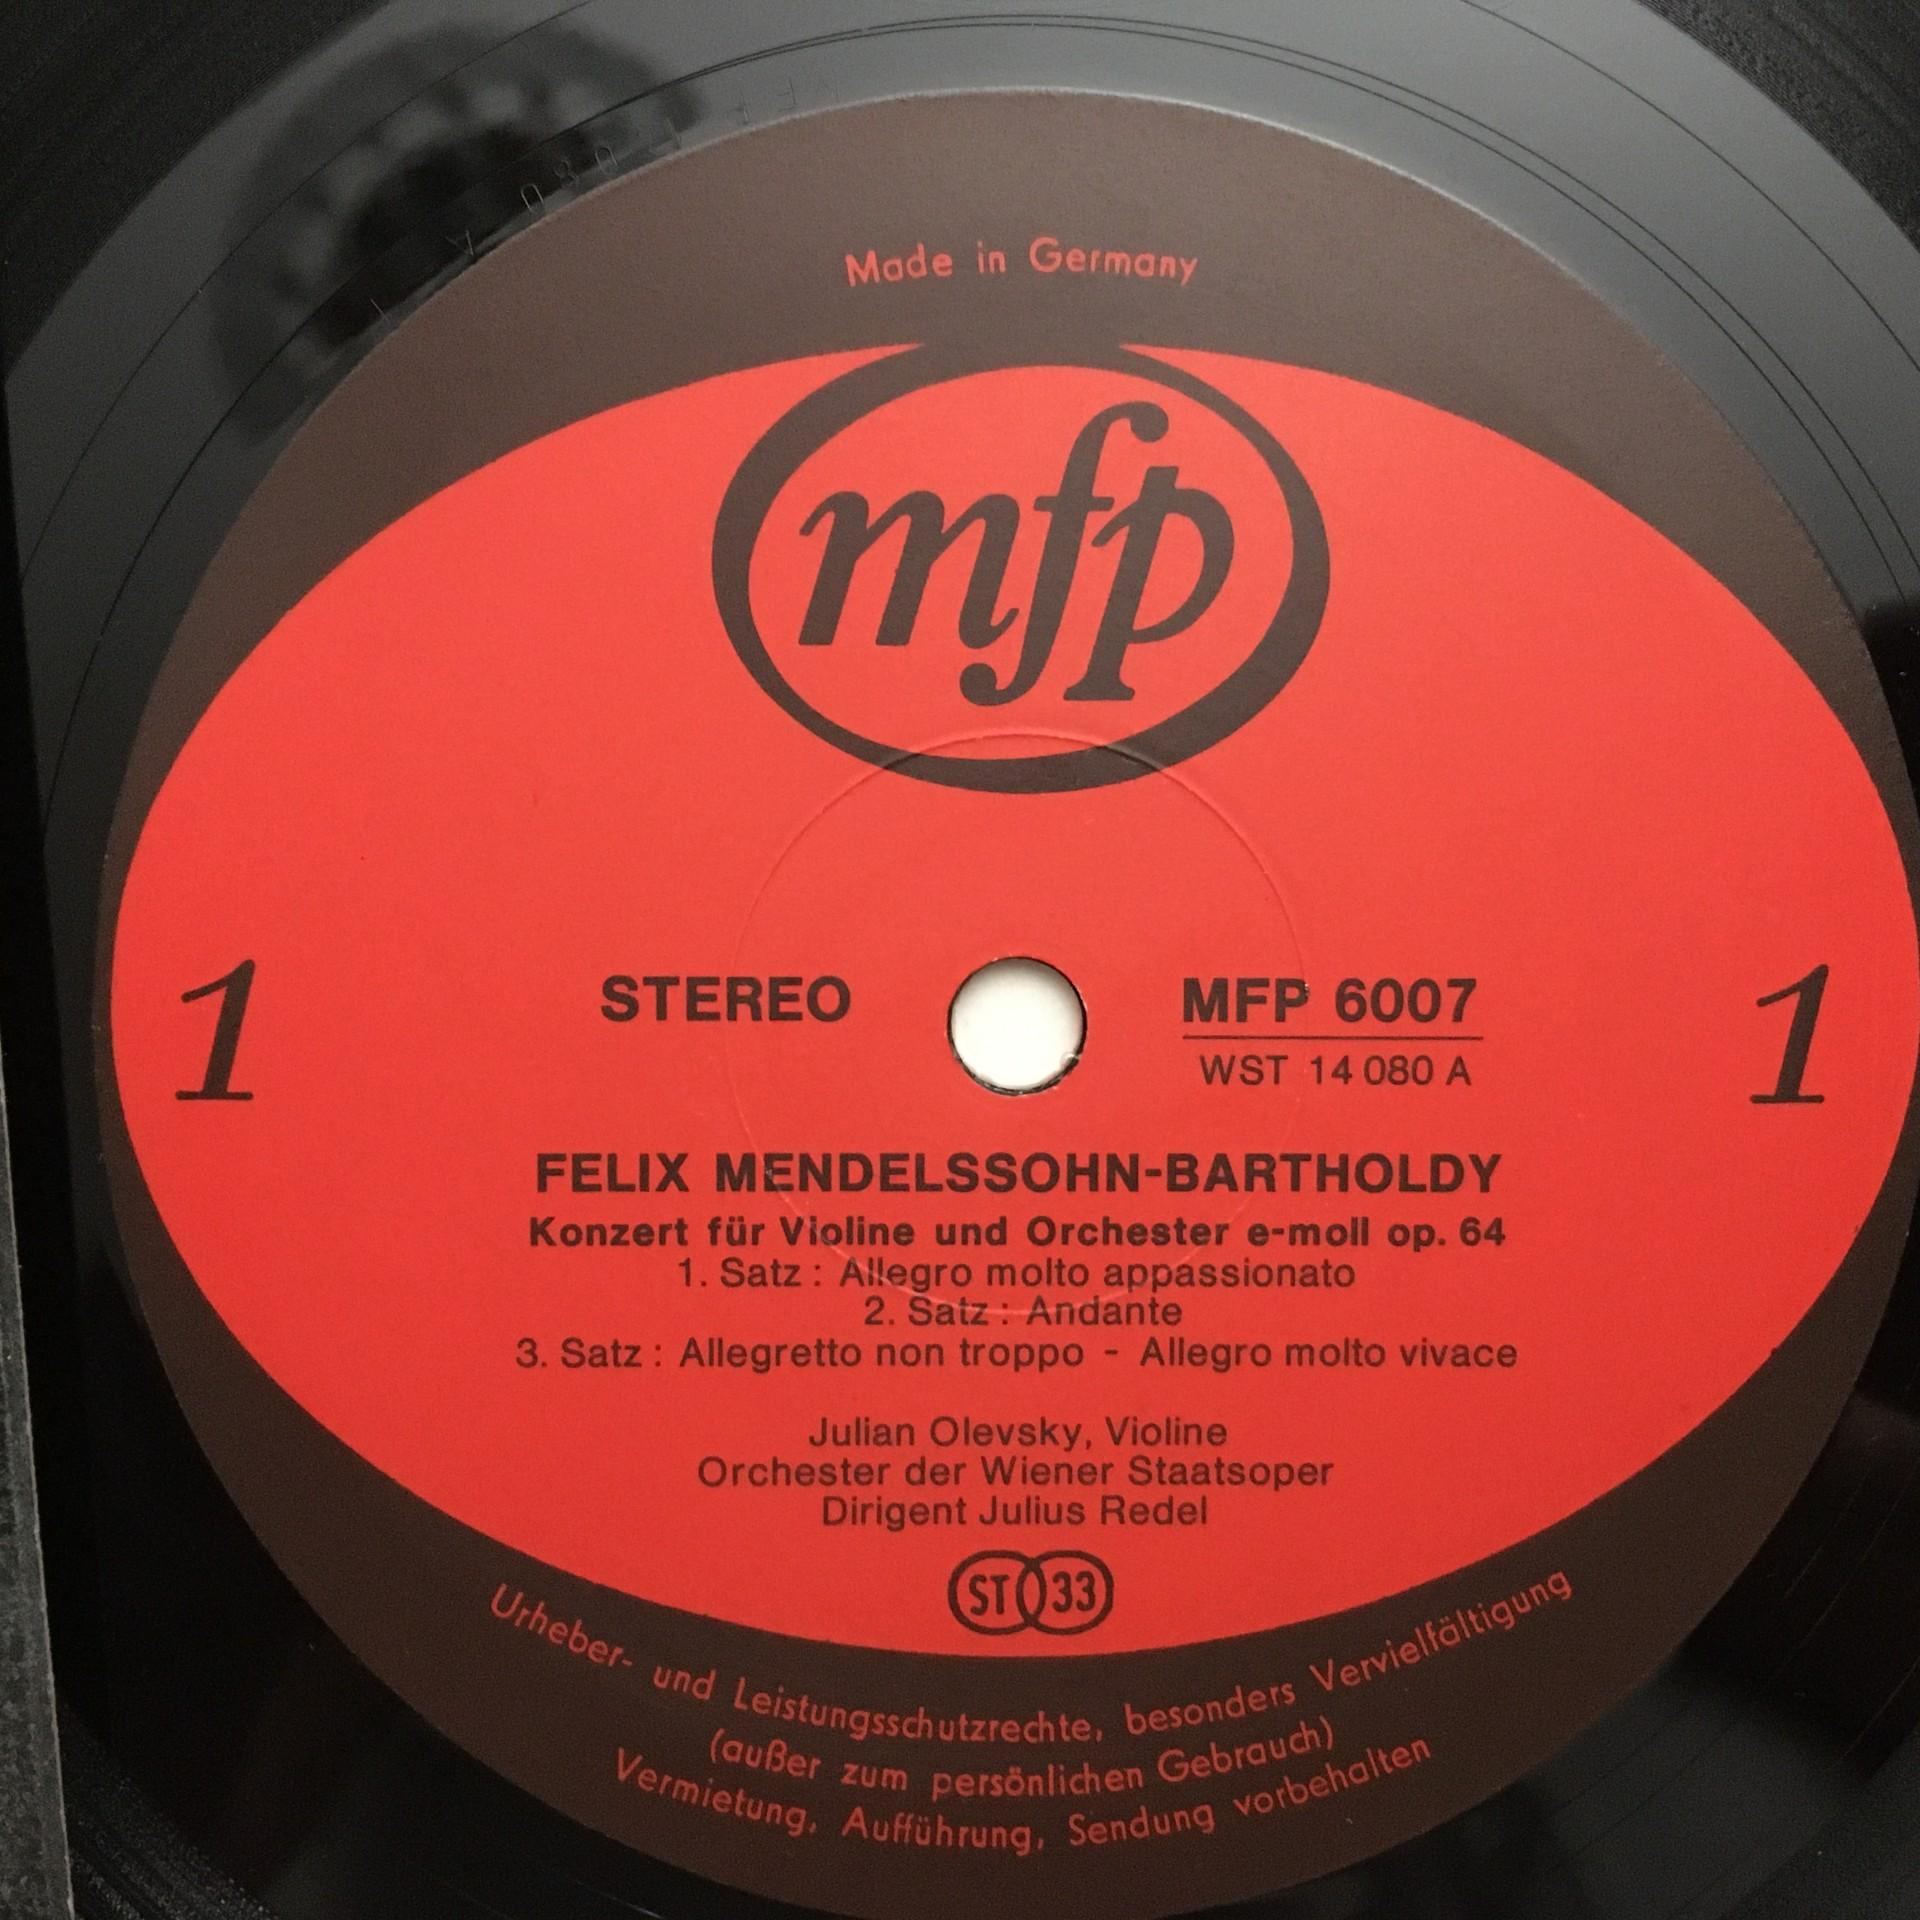 Made in Germany
mfp
1
STEREO
MFP 6007
1
WST 14 080 A
FELIX MENDELSSOHN-BARTHOLDY
Konzert für Violine und Orchester e-moll op. 64
1. Satz : Allegro molto appassionato
2. Satz : Andante
3. Satz : Allegretto non troppo - Allegro molto vivace
Julian Olevsky, Violine
Orchester der Wiener Staatsoper
Dirigent Julius Redel
ST 33
Urheber- und Leistungsschutzrechte, besonders Vervielfältigung
(außer zum persönlichen Gebrauch)
Vermietung, Aufführung, Sendung vorbehalten